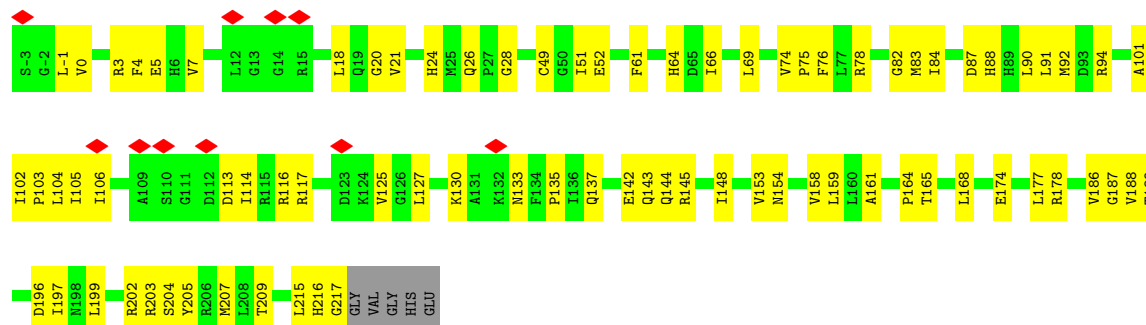 S-3 G-2 L-1 V0 R3 F4 E5 H6 V7 L12 G13 G14 R15 L18 Q19 G20 V21 H24 M25 Q26 P27 G28 C49 G50 I51 E52 F61 H64 D65 I66 L69 V74 P75 F76 L77 R78 G82 M83 I84 D87 H88 H89 L90 L91 M92 D93 R94 A101
I102 P103 L104 I105 I106 A109 S110 G111 D112 D113 I114 R115 R116 R117 D123 K124 V125 G126 L127 K130 A131 K132 N133 F134 P135 I136 Q137 E142 Q143 Q144 R145 I148 V153 N154 V158 L159 L160 A161 P164 T165 L168 E174 L177 R178 V186 G187 V188
D196 I197 N198 L199 R202 R203 S204 Y205 R206 M207 L208 T209 L215 H216 G217 GLY VAL GLY HIS GLU